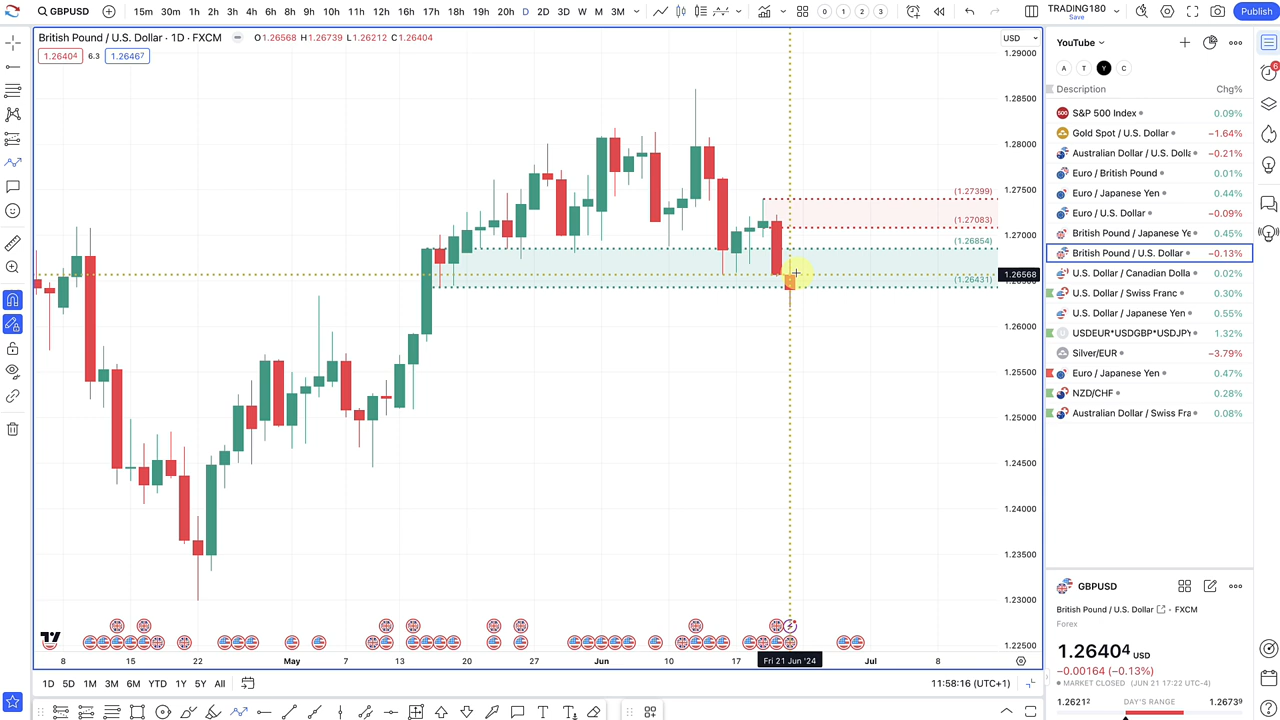 GBPUSD 15m 30m 1h 2h 3h 4h 6h 8h 9h 10h 11h 12h 16h 18h 19h 20h D 2D 3D W M 3M 0 1 2 3 TRADING180 Save Publish
British Pound / U.S. Dollar · 1D · FXCM O1.26568 H1.26739 L1.26212 C1.26404
1.26404 6.3 1.26467
USD
1.29000
1.28500
1.28000
1.27500
1.27000
1.26568
1.26000
1.25500
1.25000
1.24500
1.24000
1.23500
1.23000
1.22500
(1.27399)
(1.27083)
(1.26854)
(1.26431)
8 15 22 May 7 13 20 27 Jun 10 17 Fri 21 Jun '24 Jul 8
1D 5D 1M 3M 6M YTD 1Y 5Y All 11:58:16 (UTC+1)
YouTube
A T Y C
Description Chg%
S&P 500 Index 0.09%
Gold Spot / U.S. Dollar −1.64%
Australian Dollar / U.S. Dolla −0.21%
Euro / British Pound 0.01%
Euro / Japanese Yen 0.44%
Euro / U.S. Dollar −0.09%
British Pound / Japanese Ye 0.45%
British Pound / U.S. Dollar −0.13%
U.S. Dollar / Canadian Dolla 0.02%
U.S. Dollar / Swiss Franc 0.30%
U.S. Dollar / Japanese Yen 0.55%
USDEUR*USDGBP*USDJPY 1.32%
Silver/EUR −3.79%
Euro / Japanese Yen 0.47%
NZD/CHF 0.28%
Australian Dollar / Swiss Fra 0.08%
GBPUSD
British Pound / U.S. Dollar · FXCM
Forex
1.26404 USD
−0.00164 (−0.13%)
MARKET CLOSED (JUN 21 17:22 UTC-4)
1.26212 DAY'S RANGE 1.26739
6